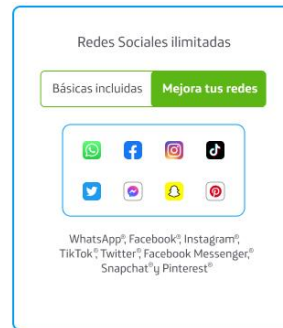 Redes Sociales ilimitadas
Básicas incluidas Mejora tus redes
WhatsApp®, Facebook®, Instagram®,
TikTok®, Twitter®, Facebook Messenger,®
Snapchat® y Pinterest®